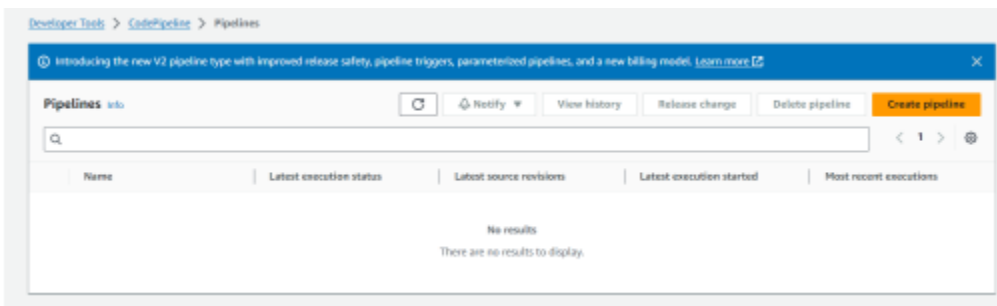 Developer Tools > CodePipeline > Pipelines
Introducing the new V2 pipeline type with improved release safety, pipeline triggers, parameterized pipelines, and a new billing model. Learn more
Pipelines Info
Notify ▼ View history Release change Delete pipeline Create pipeline
< 1 >
Name Latest execution status Latest source revisions Latest execution started Most recent executions
No results
There are no results to display.